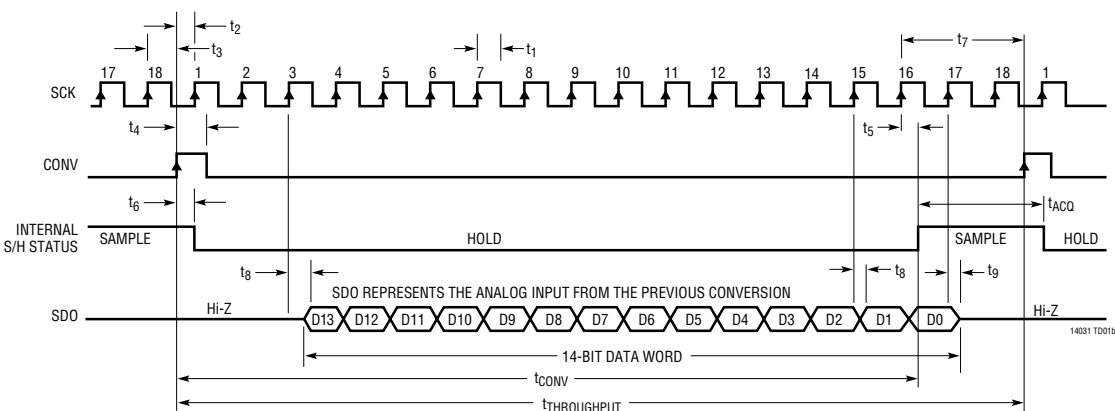 t2
t3
t1
t7
17 18 1 2 3 4 5 6 7 8 9 10 11 12 13 14 15 16 17 18 1
SCK
t4
t5
CONV
t6
tACQ
INTERNAL
S/H STATUS
SAMPLE HOLD SAMPLE HOLD
t8 t8 t9
SDO REPRESENTS THE ANALOG INPUT FROM THE PREVIOUS CONVERSION
SDO Hi-Z D13 D12 D11 D10 D9 D8 D7 D6 D5 D4 D3 D2 D1 D0 Hi-Z
14031 TD01b
14-BIT DATA WORD
tCONV
tTHROUGHPUT